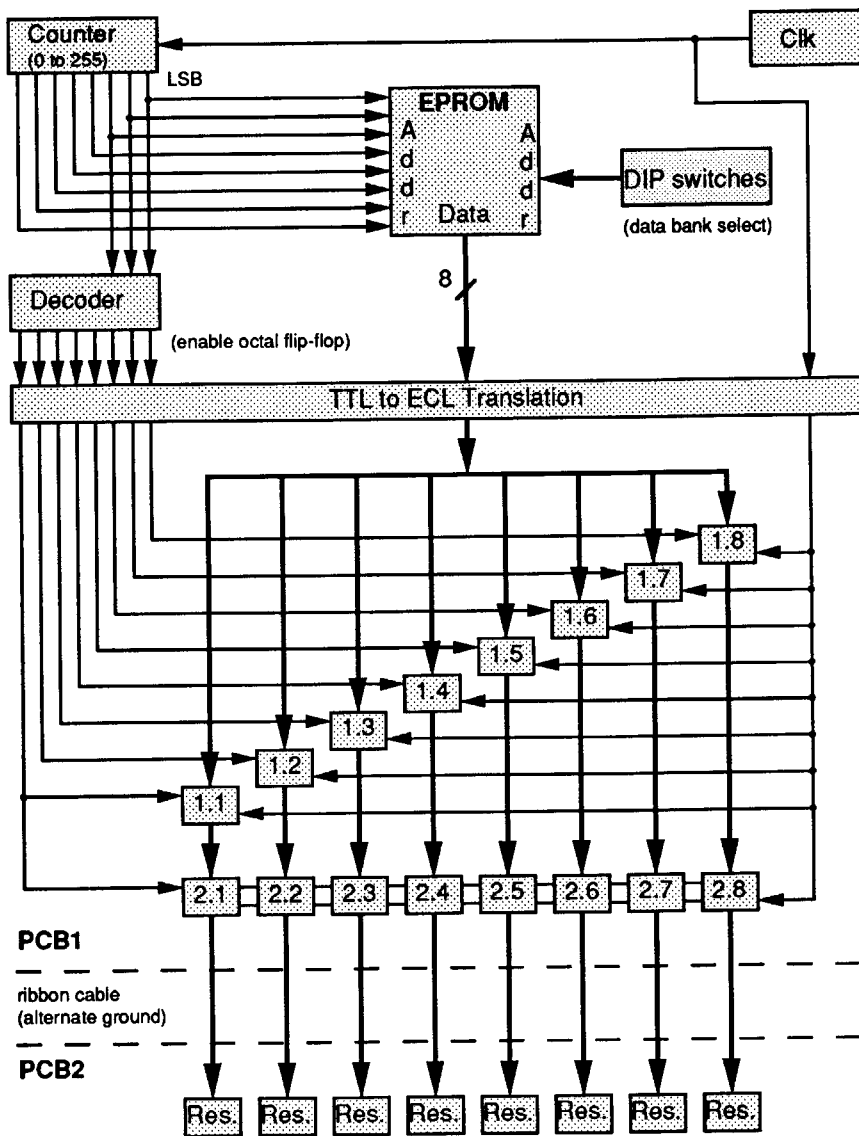 Counter
(0 to 255)
Clk
LSB
EPROM
A
d
d
r
A
d
d
r
Data
DIP switches
(data bank select)
8
Decoder
(enable octal flip-flop)
TTL to ECL Translation
1.8
1.7
1.6
1.5
1.4
1.3
1.2
1.1
2.1 2.2 2.3 2.4 2.5 2.6 2.7 2.8
PCB1
ribbon cable
(alternate ground)
PCB2
Res. Res. Res. Res. Res. Res. Res. Res.